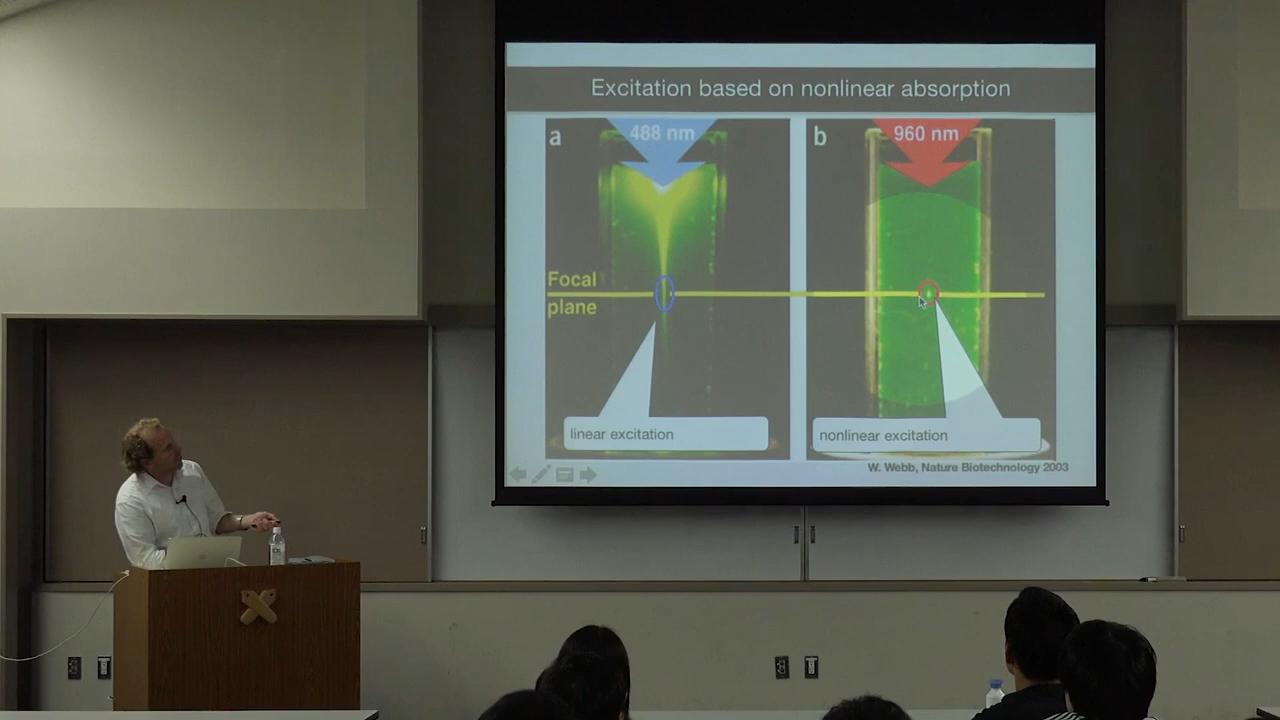 Excitation based on nonlinear absorption
a
488 nm
b
960 nm
Focal
plane
linear excitation
nonlinear excitation
W. Webb, Nature Biotechnology 2003